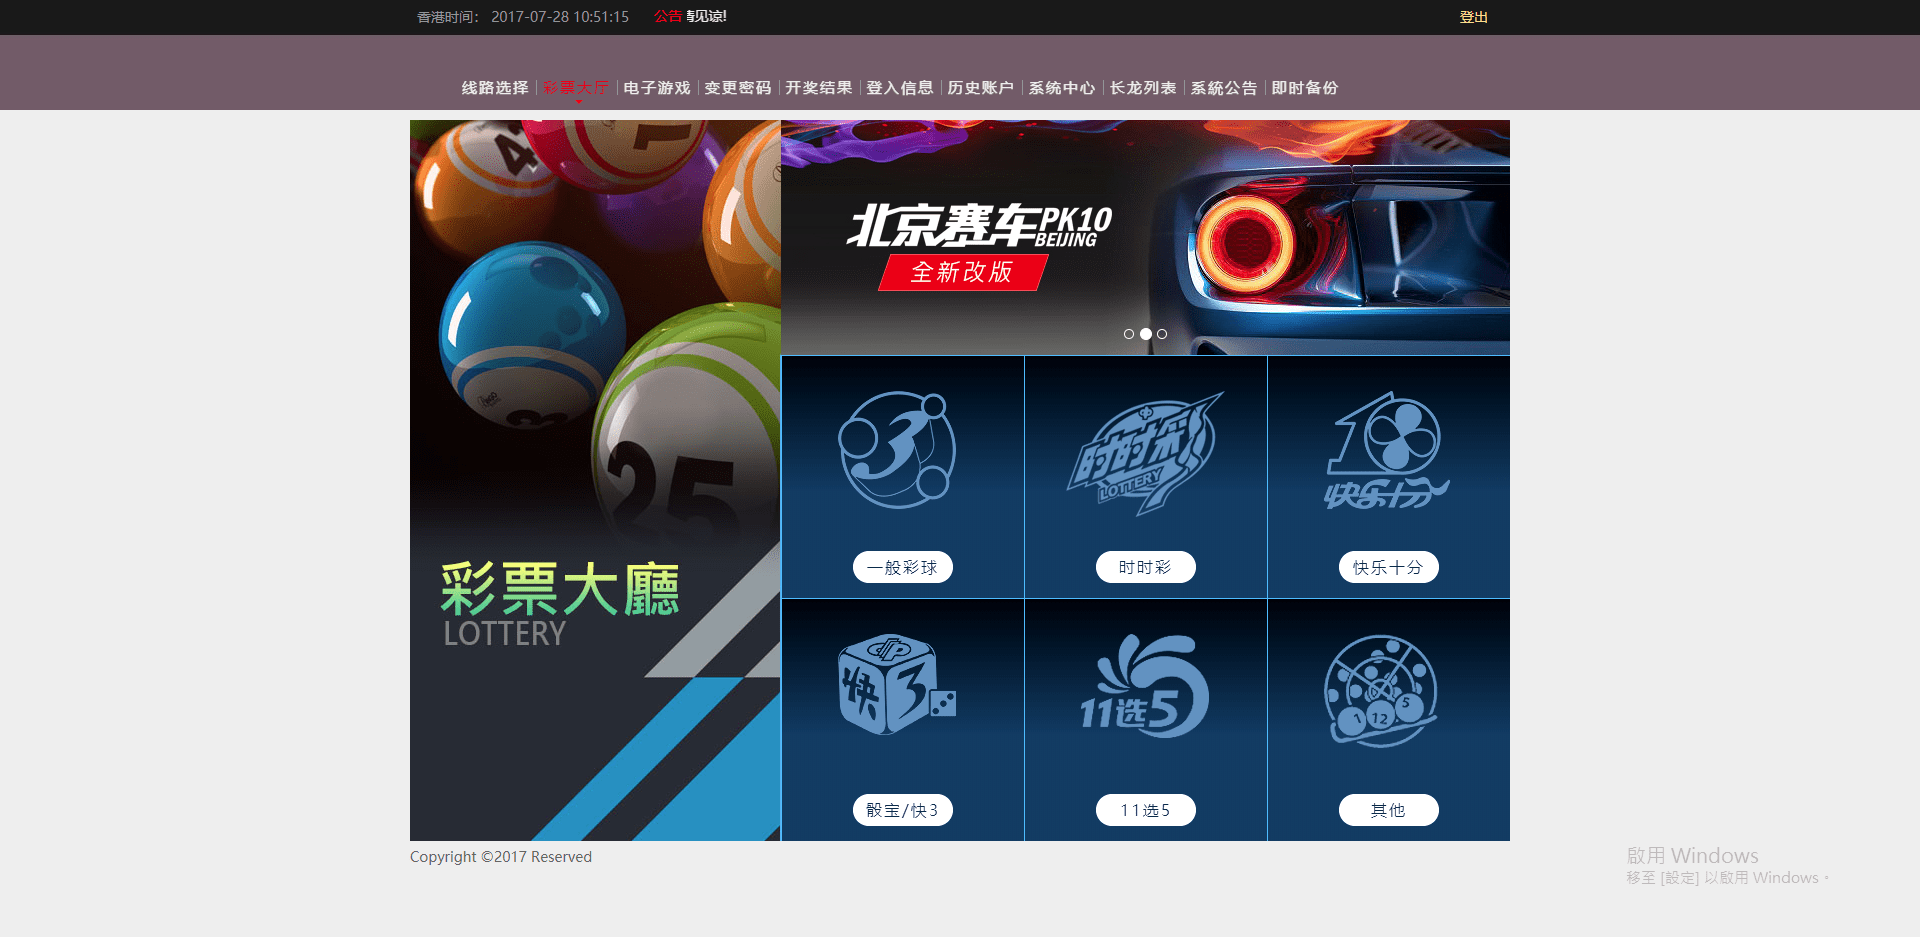 香港时间: 2017-07-28 10:51:15 公告 见谅! 登出
线路选择 彩票大厅 电子游戏 变更密码 开奖结果 登入信息 历史账户 系统中心 长龙列表 系統公告 即时备份
北京赛车PK10
BEIJING
全新改版
25
彩票大廳
LOTTERY
3
时时彩
LOTTERY
10
快乐十分
一般彩球
时时彩
快乐十分
快3
11选5
1 12 5
骰宝/快3
11选5
其他
Copyright ©2017 Reserved
啟用 Windows
移至 [設定] 以啟用 Windows。